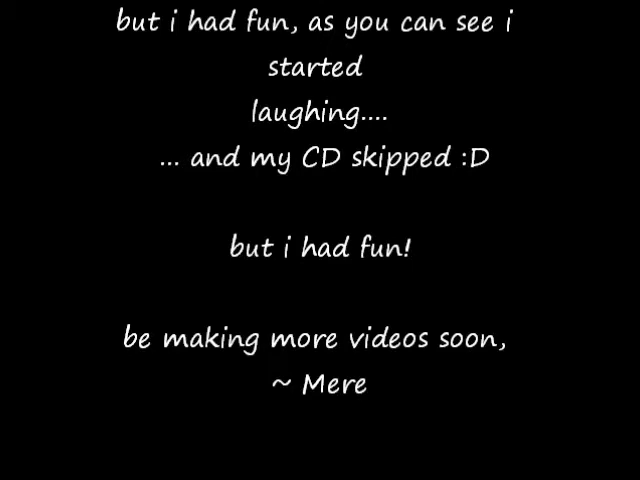 but i had fun, as you can see i
started
laughing....
... and my CD skipped :D
but i had fun!
be making more videos soon,
~ Mere